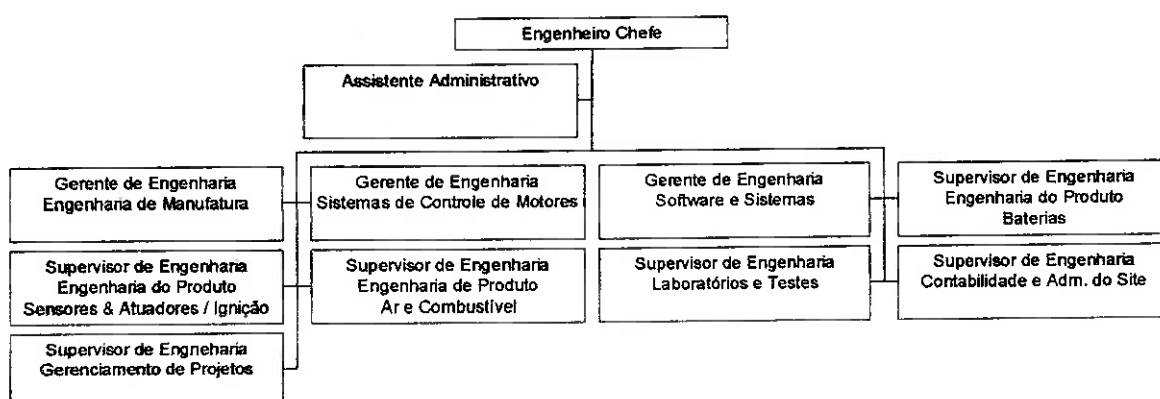 Engenheiro Chefe
Assistente Administrativo
Gerente de Engenharia
Engenharia de Manufatura
Gerente de Engenharia
Sistemas de Controle de Motores
Gerente de Engenharia
Software e Sistemas
Supervisor de Engenharia
Engenharia do Produto
Baterias
Supervisor de Engenharia
Engenharia do Produto
Sensores & Atuadores / Ignição
Supervisor de Engenharia
Engenharia de Produto
Ar e Combustível
Supervisor de Engenharia
Laboratórios e Testes
Supervisor de Engenharia
Contabilidade e Adm. do Site
Supervisor de Engneharia
Gerenciamento de Projetos